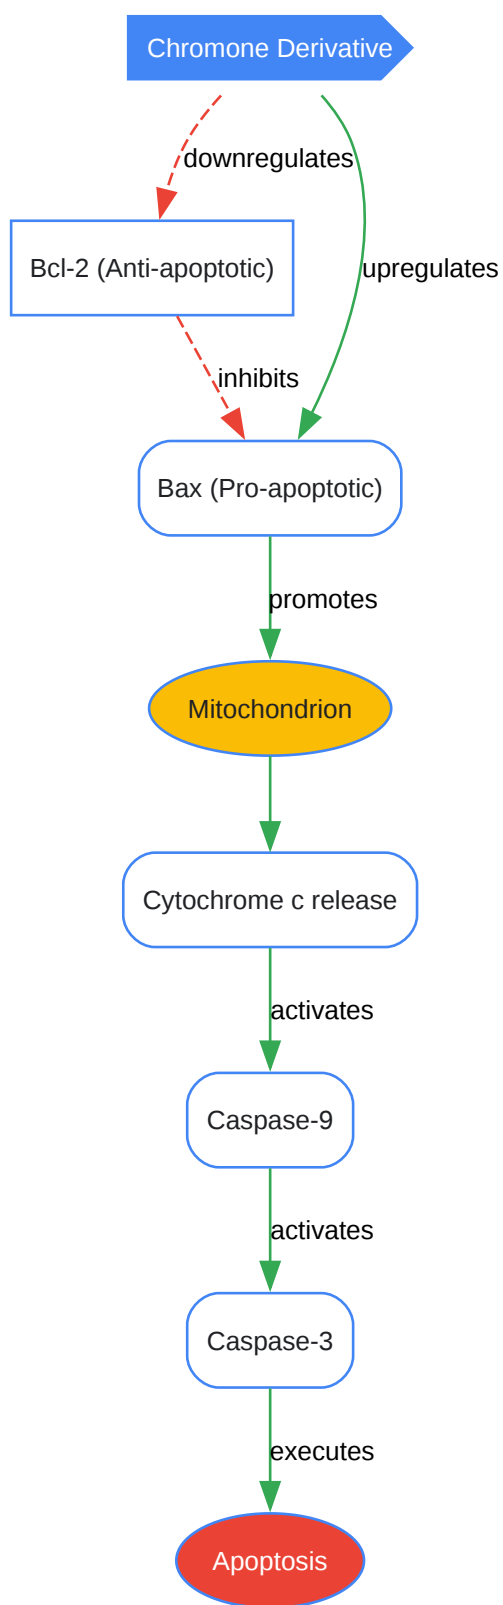 Chromone Derivative
downregulates
Bcl-2 (Anti-apoptotic)
upregulates
inhibits
Bax (Pro-apoptotic)
promotes
Mitochondrion
Cytochrome c release
activates
Caspase-9
activates
Caspase-3
executes
Apoptosis